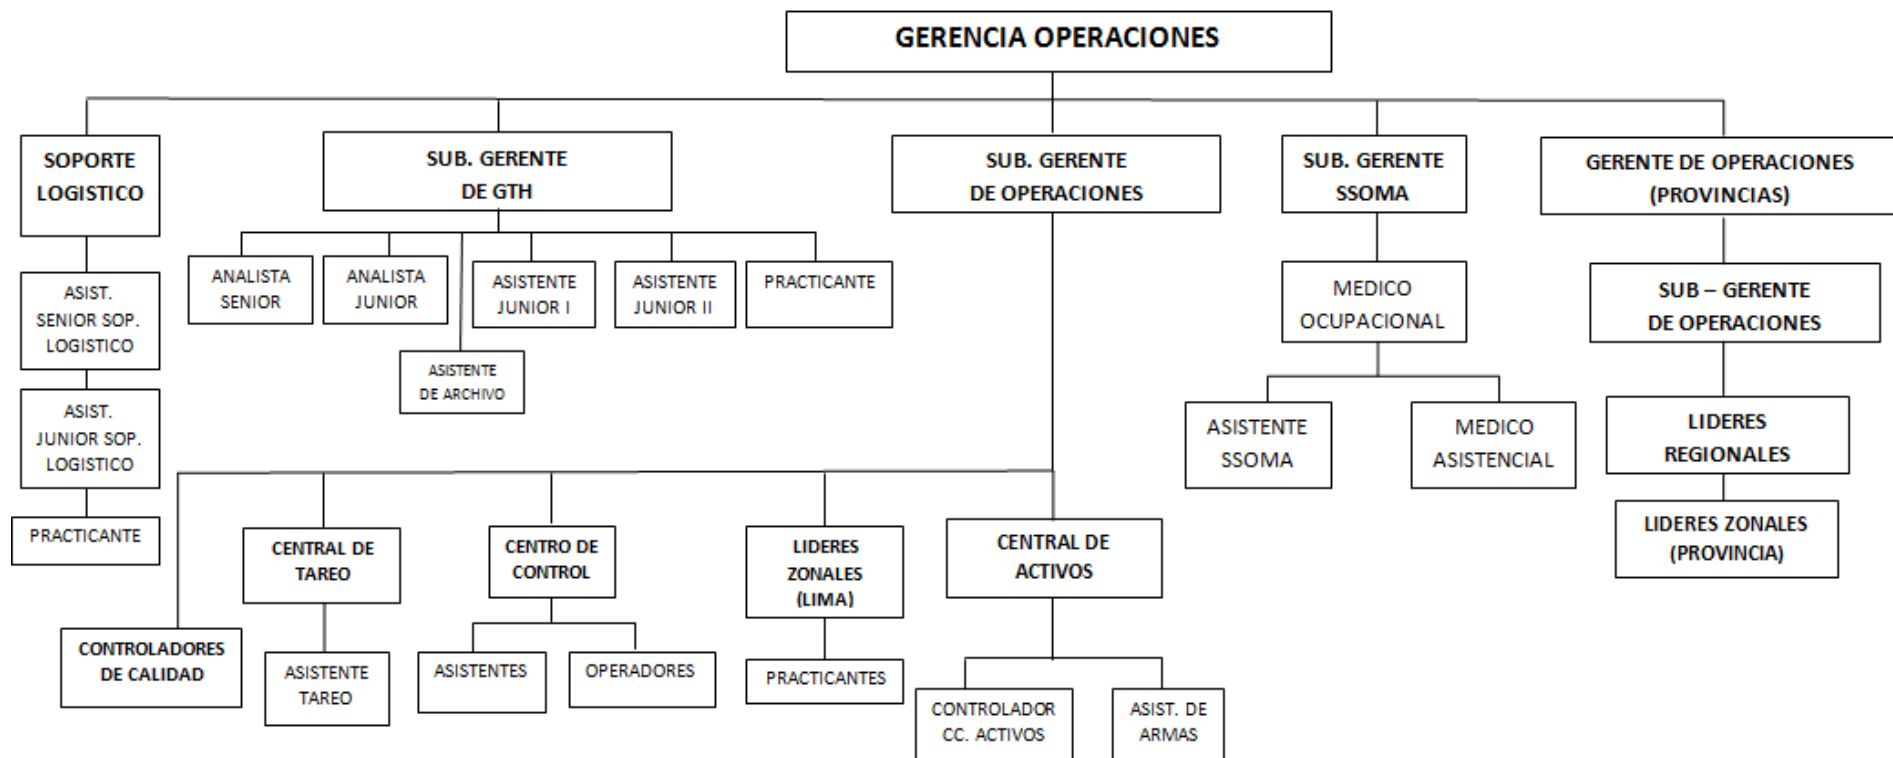 GERENCIA OPERACIONES
SOPORTE
LOGISTICO
SUB. GERENTE
DE GTH
SUB. GERENTE
DE OPERACIONES
SUB. GERENTE
SSOMA
GERENTE DE OPERACIONES
(PROVINCIAS)
ASIST.
SENIOR SOP.
LOGISTICO
ASIST.
JUNIOR SOP.
LOGISTICO
PRACTICANTE
ANALISTA
SENIOR
ANALISTA
JUNIOR
ASISTENTE
JUNIOR I
ASISTENTE
JUNIOR II
PRACTICANTE
ASISTENTE
DE ARCHIVO
MEDICO
OCUPACIONAL
ASISTENTE
SSOMA
MEDICO
ASISTENCIAL
SUB – GERENTE
DE OPERACIONES
LIDERES
REGIONALES
LIDERES ZONALES
(PROVINCIA)
CONTROLADORES
DE CALIDAD
CENTRAL DE
TAREO
ASISTENTE
TAREO
CENTRO DE
CONTROL
ASISTENTES
OPERADORES
LIDERES
ZONALES
(LIMA)
PRACTICANTES
CENTRAL DE
ACTIVOS
CONTROLADOR
CC. ACTIVOS
ASIST. DE
ARMAS